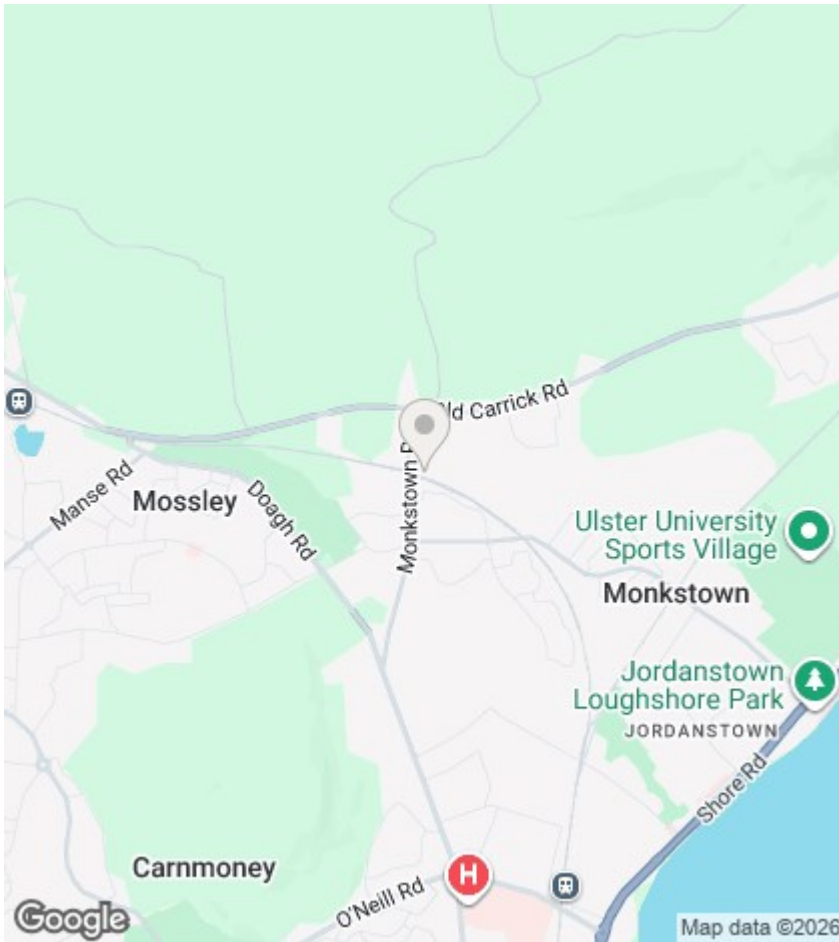 Old Carrick Rd
Manse Rd
Mossley
Doagh Rd
Monkstown R
Ulster University
Sports Village
Monkstown
Jordanstown
Loughshore Park
JORDANSTOWN
Shore Rd
Carnmoney
H
O'Neill Rd
Google
Map data ©2026